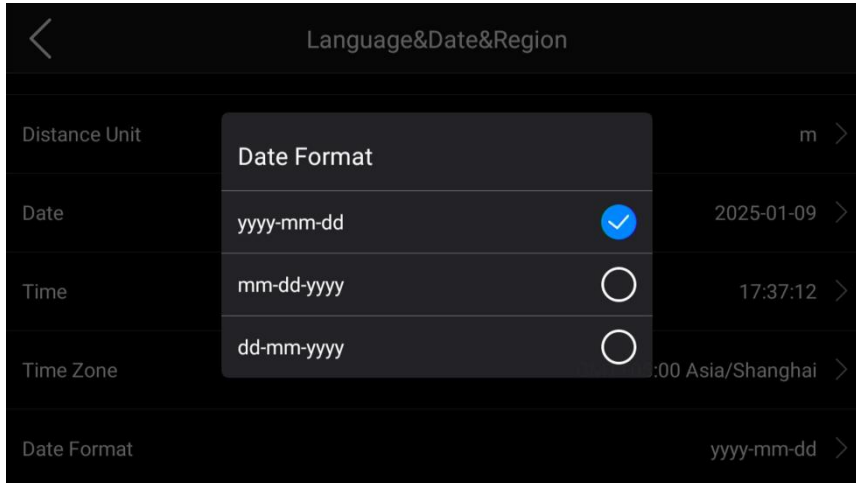 Language&Date&Region
Distance Unit
m
Date Format
Date
yyyy-mm-dd
2025-01-09
Time
mm-dd-yyyy
17:37:12
dd-mm-yyyy
Time Zone
:00 Asia/Shanghai
Date Format
yyyy-mm-dd